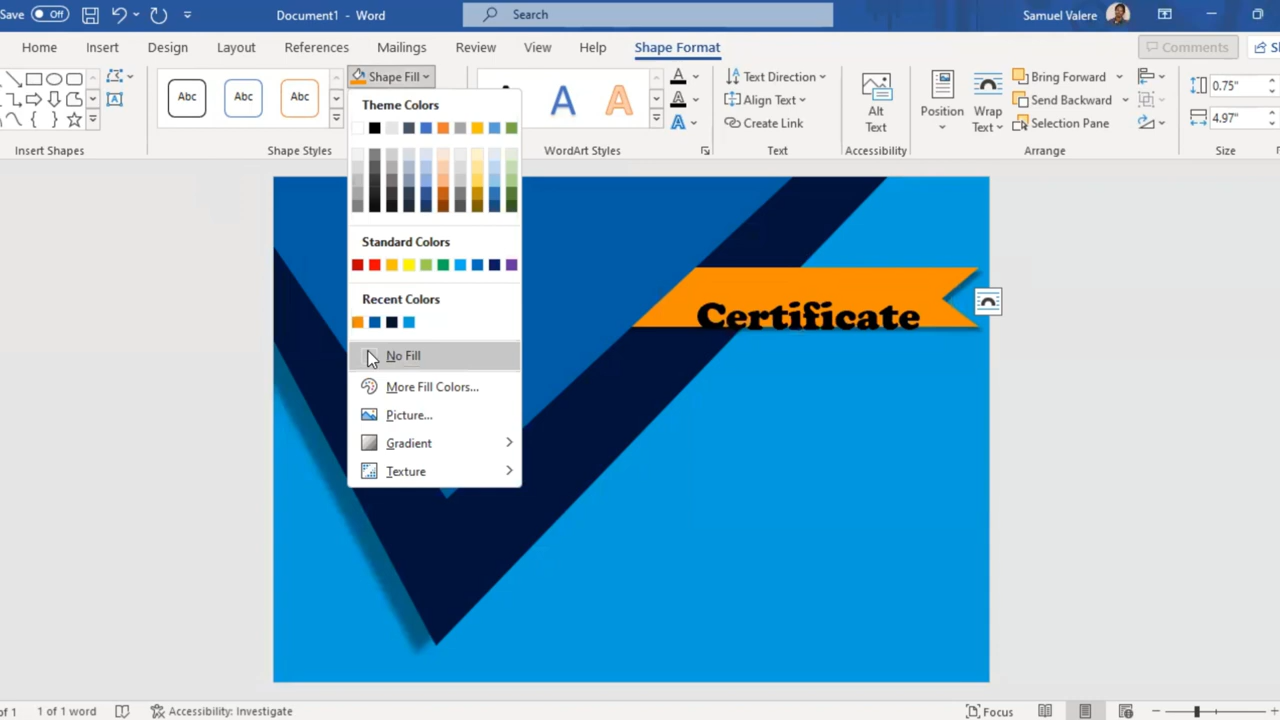 Save Off Document1 - Word Search Samuel Valere
Home Insert Design Layout References Mailings Review View Help Shape Format Comments
Shape Fill
Abc Abc Abc
Theme Colors
Standard Colors
Recent Colors
No Fill
More Fill Colors...
Picture...
Gradient
Texture
Text Direction
Align Text
Create Link
Alt Text
Position
Wrap Text
Bring Forward
Send Backward
Selection Pane
0.75"
4.97"
Insert Shapes Shape Styles WordArt Styles Text Accessibility Arrange Size
Certificate
of 1 1 of 1 word Accessibility: Investigate Focus